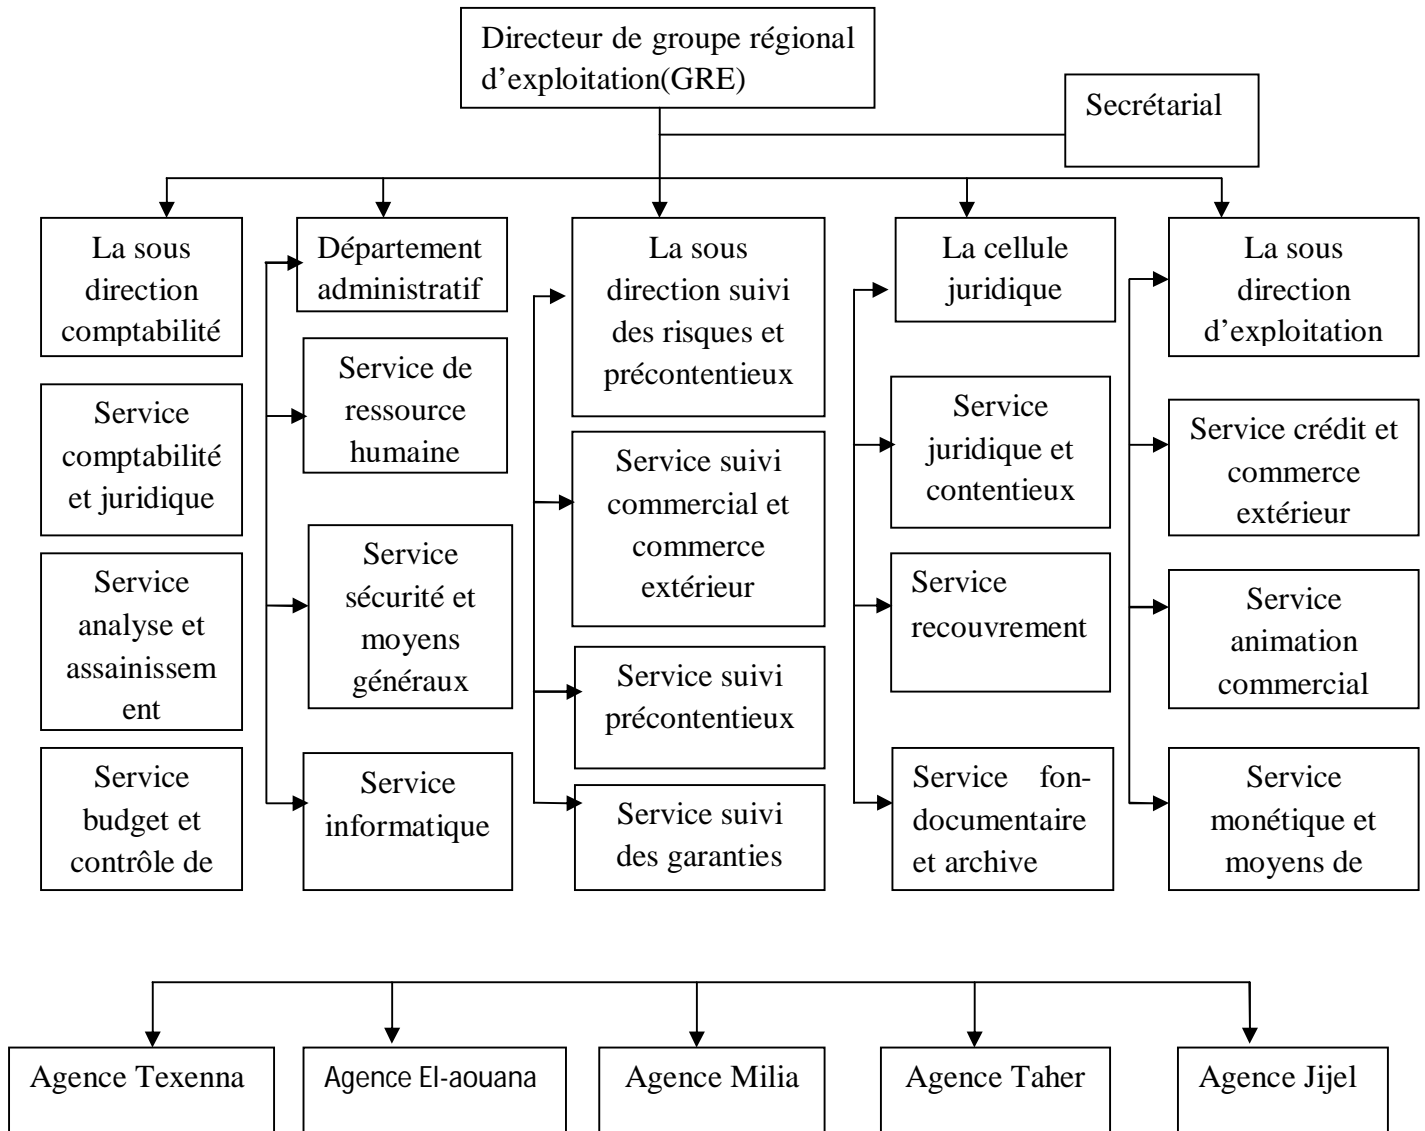 Directeur de groupe régional
d'exploitation(GRE)
Secrétarial
La sous
direction
comptabilité
Département
administratif
La sous
direction suivi
des risques et
précontentieux
La cellule
juridique
La sous
direction
d'exploitation
Service
comptabilité
et juridique
Service de
ressource
humaine
Service suivi
commercial et
commerce
extérieur
Service
juridique et
contentieux
Service crédit et
commerce
extérieur
Service
analyse et
assainissem
ent
Service
sécurité et
moyens
généraux
Service suivi
précontentieux
Service
recouvrement
Service
animation
commercial
Service
budget et
contrôle de
Service
informatique
Service suivi
des garanties
Service fon-
documentaire
et archive
Service
monétique et
moyens de
Agence Texenna
Agence El-aouana
Agence Milia
Agence Taher
Agence Jijel